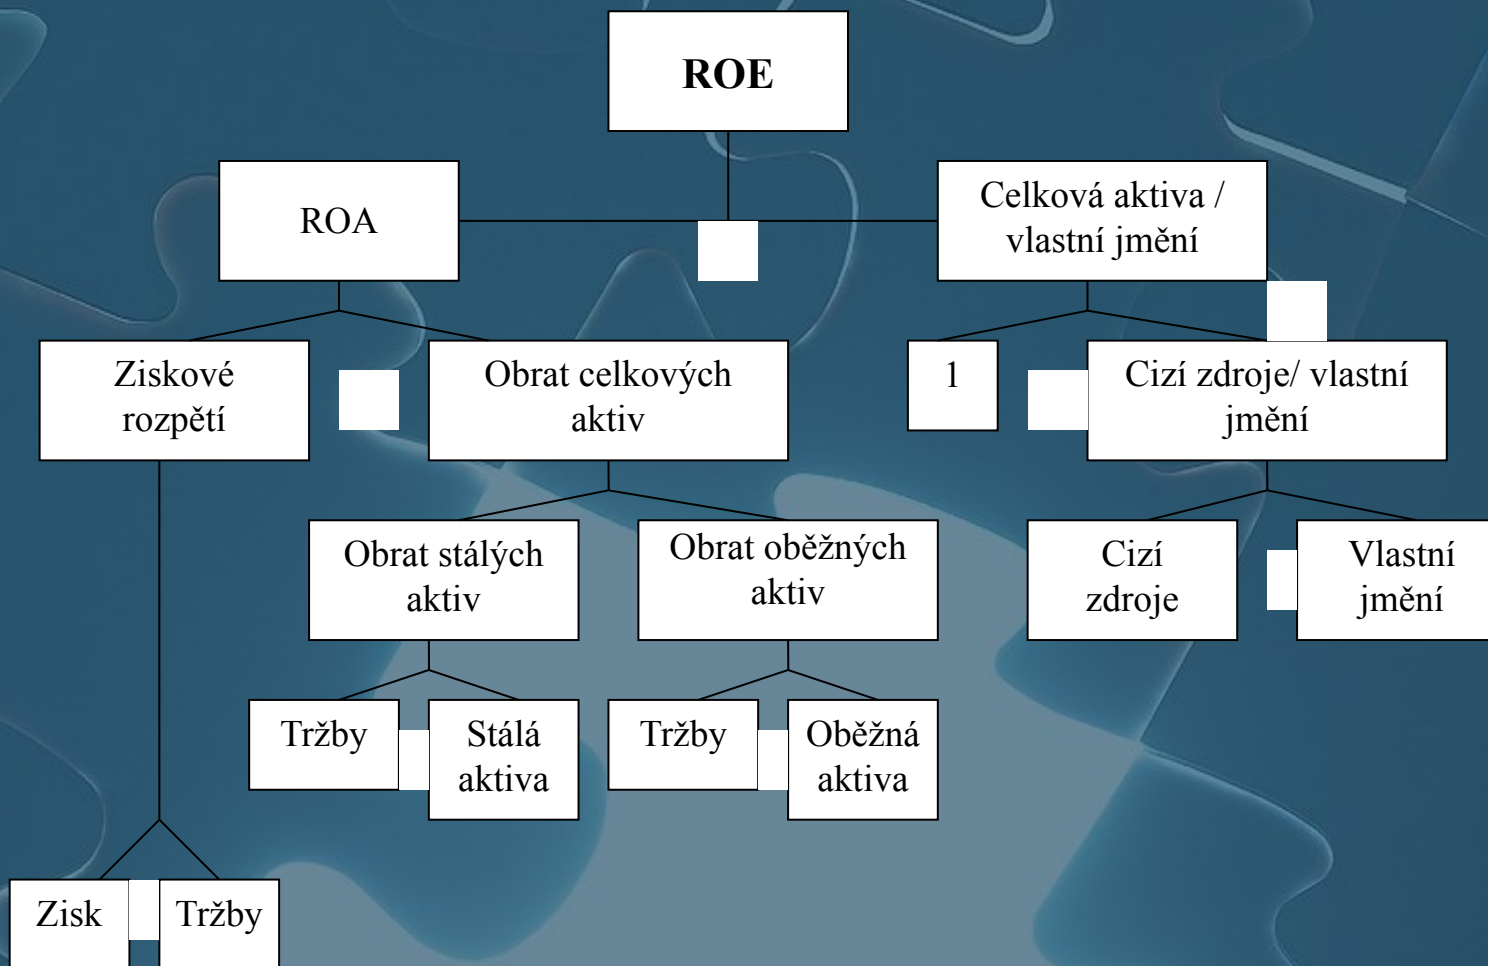 ROE
ROA
Celková aktiva /
vlastní jmění
Ziskové
rozpětí
Obrat celkových
aktiv
1
Cizí zdroje/ vlastní
jmění
Obrat stálých
aktiv
Obrat oběžných
aktiv
Cizí
zdroje
Vlastní
jmění
Tržby
Stálá
aktiva
Tržby
Oběžná
aktiva
Zisk
Tržby